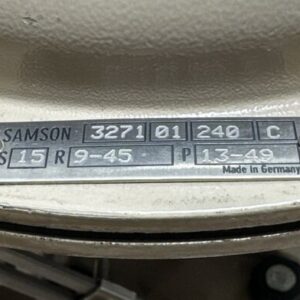 SAMSON 3271 01 240 C
S 15 R 9-45 P 13-49
Made in Germany